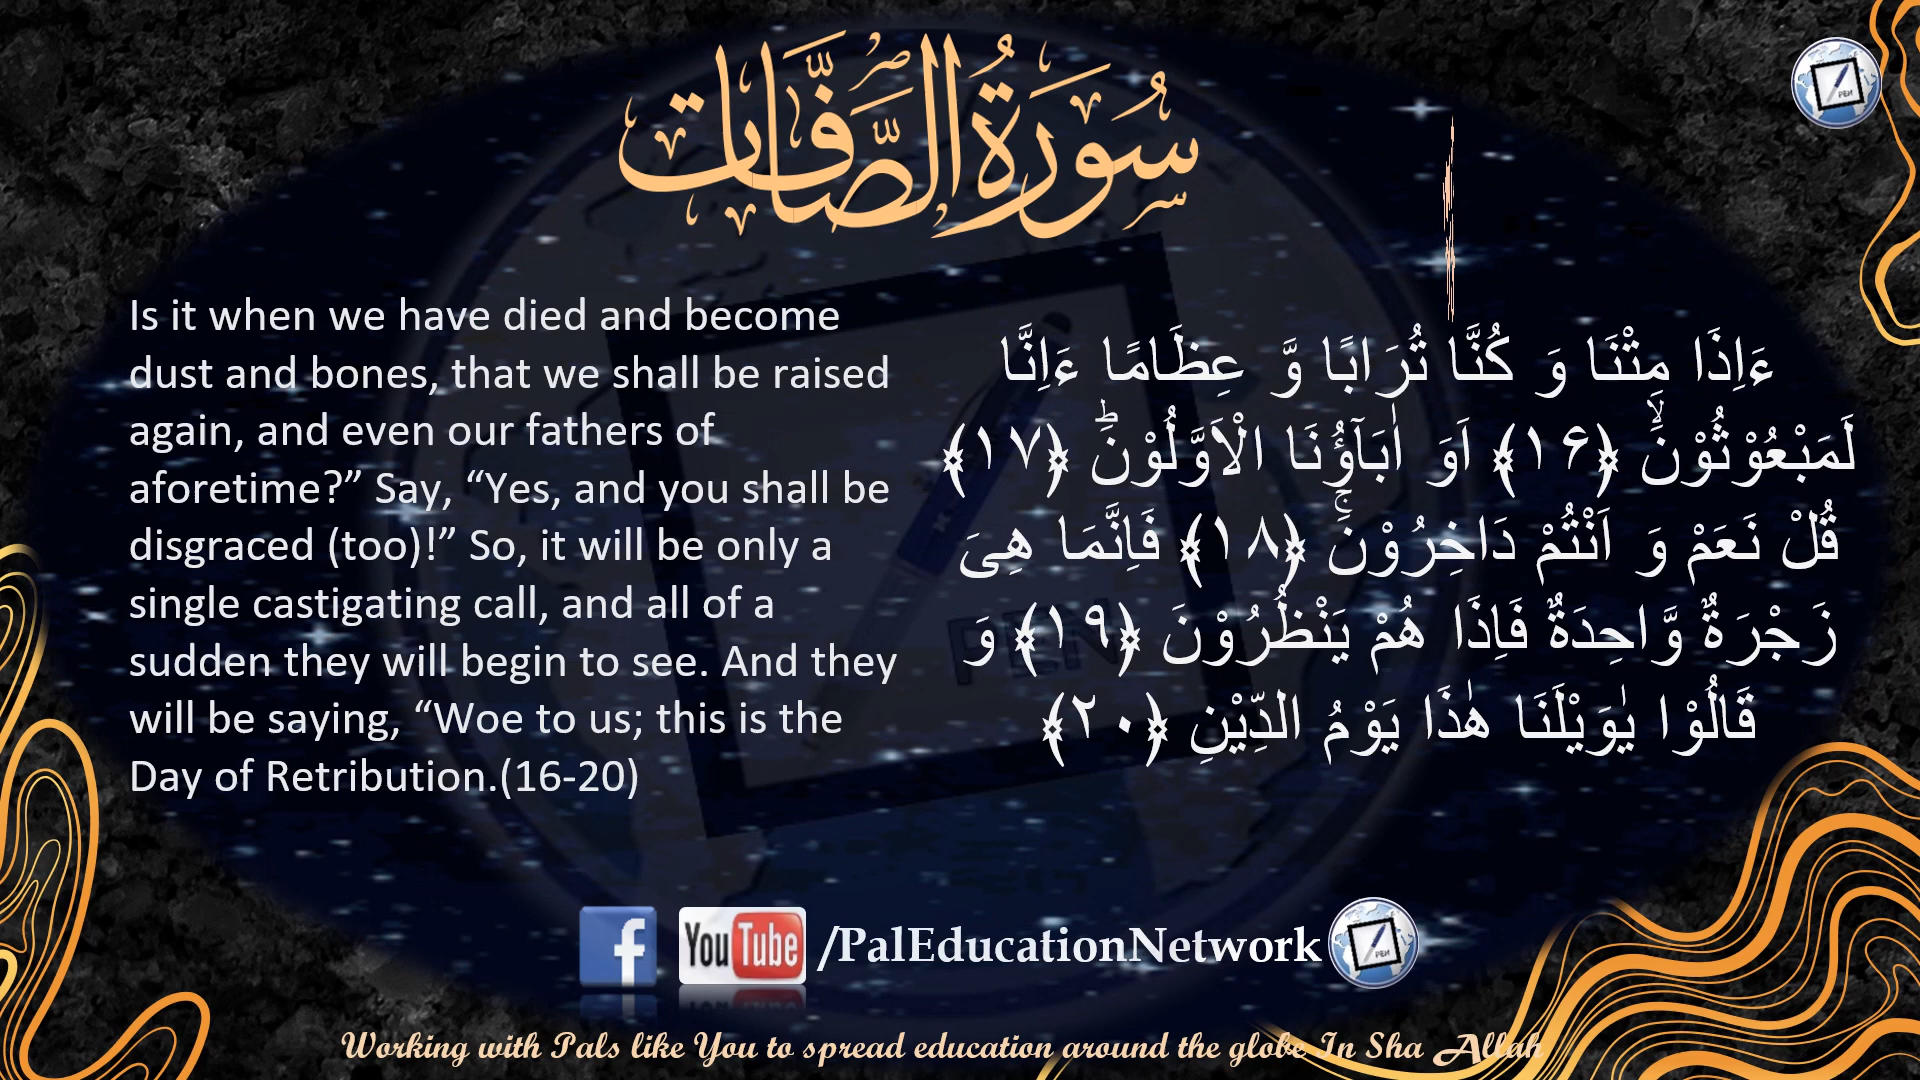 سُورَةُ الصَّافَّات
PEN
Is it when we have died and become
dust and bones, that we shall be raised
again, and even our fathers of
aforetime?” Say, “Yes, and you shall be
disgraced (too)!” So, it will be only a
single castigating call, and all of a
sudden they will begin to see. And they
will be saying, “Woe to us; this is the
Day of Retribution.(16-20)
ءَاِذَا مِتْنَا وَ كُنَّا تُرَابًا وَّ عِظَامًا ءَاِنَّا
لَمَبْعُوْثُوْنَۙ ﴿۱۶﴾ اَوَ اٰبَآؤُنَا الْاَوَّلُوْنَؕ ﴿۱۷﴾
قُلْ نَعَمْ وَ اَنْتُمْ دَاخِرُوْنَۚ ﴿۱۸﴾ فَاِنَّمَا هِیَ
زَجْرَةٌ وَّاحِدَةٌ فَاِذَا هُمْ یَنْظُرُوْنَ ﴿۱۹﴾ وَ
قَالُوْا یٰوَیْلَنَا هٰذَا یَوْمُ الدِّیْنِ ﴿۲۰﴾
PEN
f YouTube /PalEducationNetwork PEN
Working with Pals like You to spread education around the globe In Sha Allah